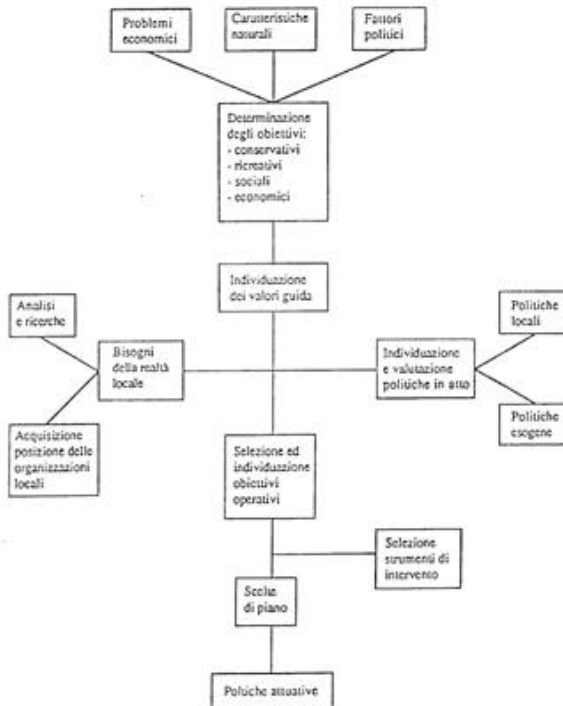 Problemi
economici
Caratteristiche
naturali
Fattori
politici
Determinazione
degli obiettivi:
- conservativi
- ricreativi
- sociali
- economici
Individuazione
dei valori guida
Analisi
e ricerche
Bisogni
della realtà
locale
Acquisizione
posizione delle
organizzazioni
locali
Individuazione
e valutazione
politiche in atto
Politiche
locali
Politiche
esogene
Selezione ed
individuazione
obiettivi
operativi
Selezione
strumenti di
intervento
Scelte
di piano
Poltiche attuative